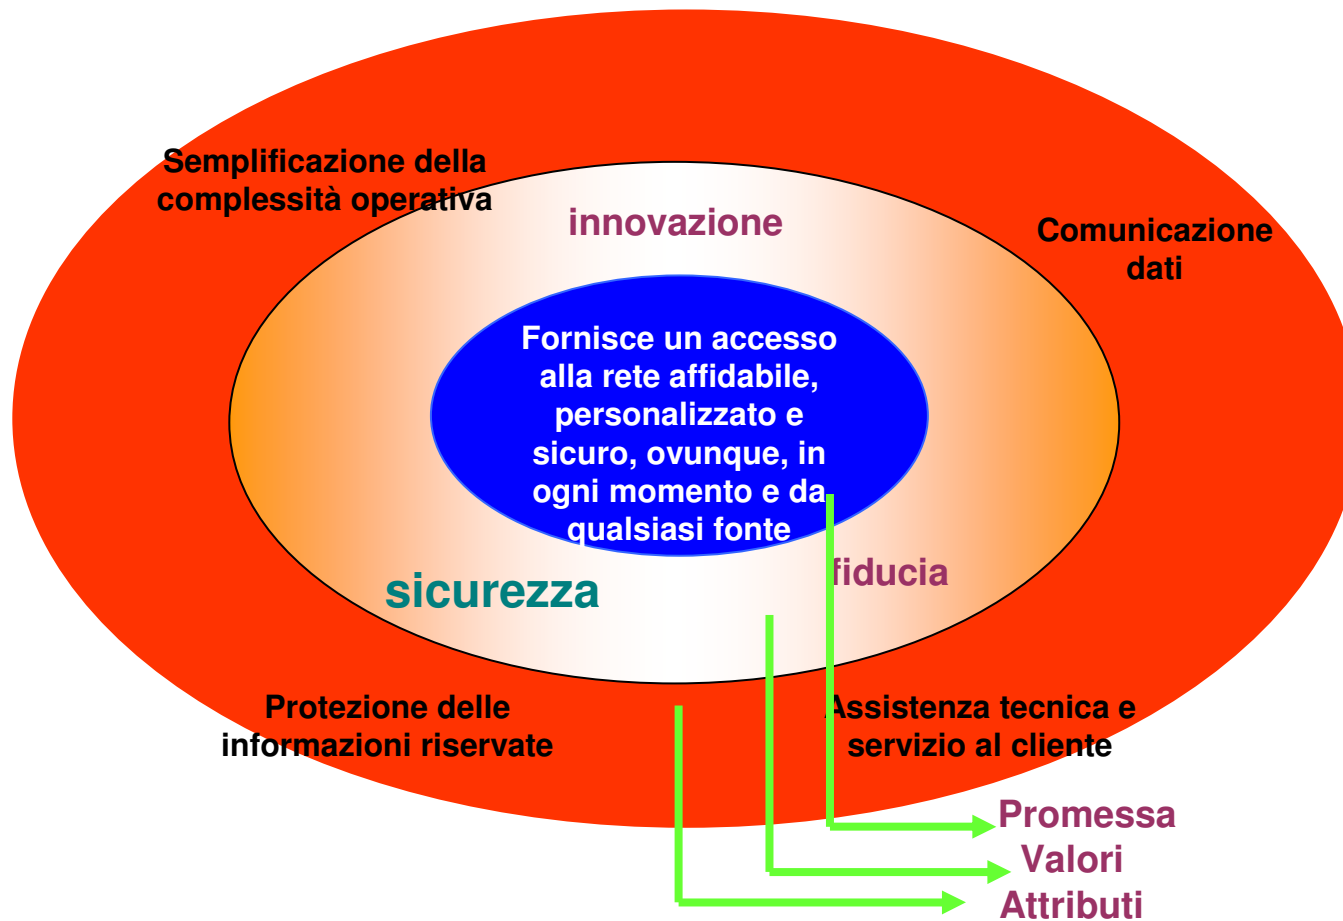 Semplificazione della
complessità operativa
innovazione
Comunicazione
dati
Fornisce un accesso
alla rete affidabile,
personalizzato e
sicuro, ovunque, in
ogni momento e da
qualsiasi fonte
sicurezza
fiducia
Protezione delle
informazioni riservate
Assistenza tecnica e
servizio al cliente
Promessa
Valori
Attributi